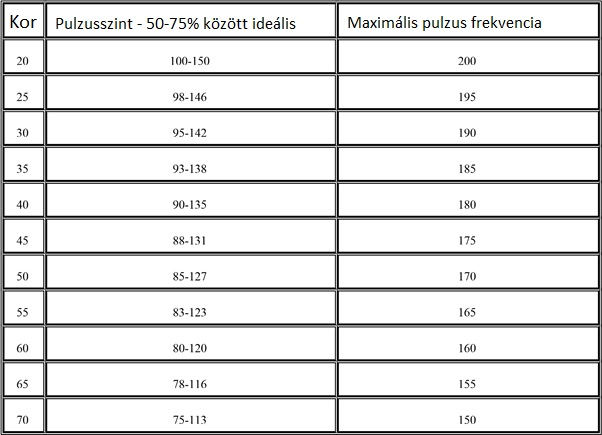 Kor Pulzusszint - 50-75% között ideális Maximális pulzus frekvencia
20 100-150 200
25 98-146 195
30 95-142 190
35 93-138 185
40 90-135 180
45 88-131 175
50 85-127 170
55 83-123 165
60 80-120 160
65 78-116 155
70 75-113 150